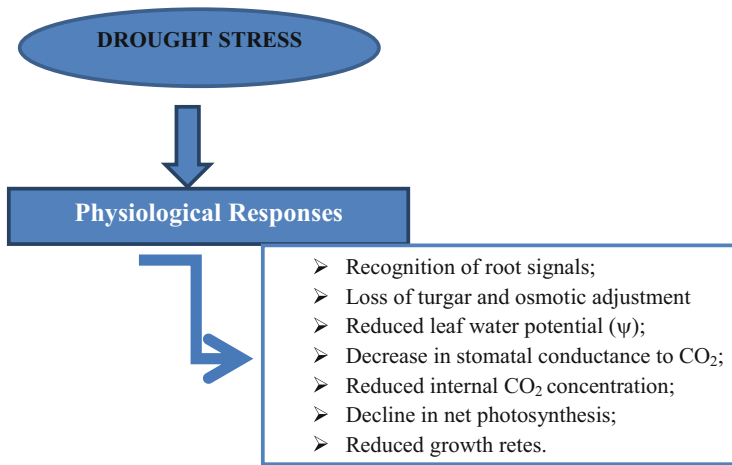 DROUGHT STRESS
Physiological Responses
➢ Recognition of root signals;
➢ Loss of turgar and osmotic adjustment
➢ Reduced leaf water potential (ψ);
➢ Decrease in stomatal conductance to CO₂;
➢ Reduced internal CO₂ concentration;
➢ Decline in net photosynthesis;
➢ Reduced growth retes.